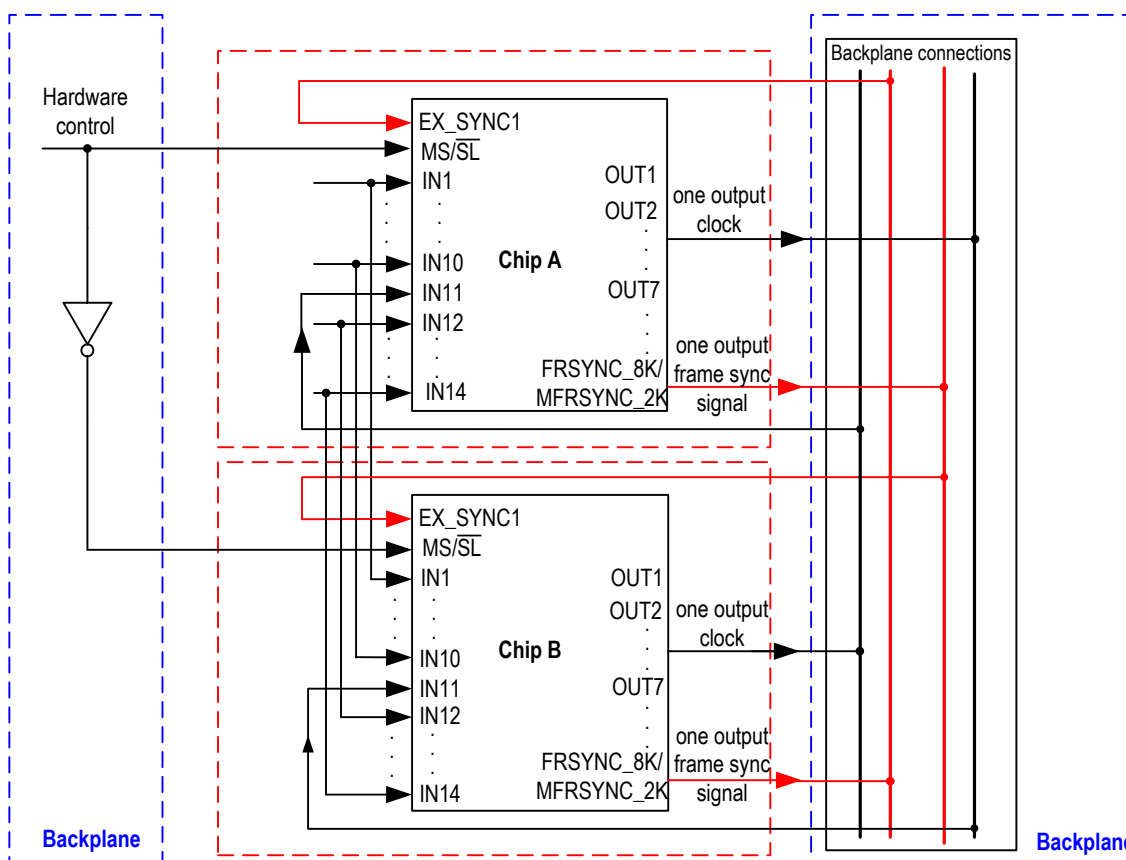 Backplane connections
Hardware
control
EX_SYNC1
MS/SL
IN1
IN10
IN11
IN12
IN14
Chip A
OUT1
OUT2
OUT7
FRSYNC_8K/
MFRSYNC_2K
one output
clock
one output
frame sync
signal
EX_SYNC1
MS/SL
IN1
IN10
IN11
IN12
IN14
Chip B
OUT1
OUT2
OUT7
FRSYNC_8K/
MFRSYNC_2K
one output
clock
one output
frame sync
signal
Backplane
Backplane